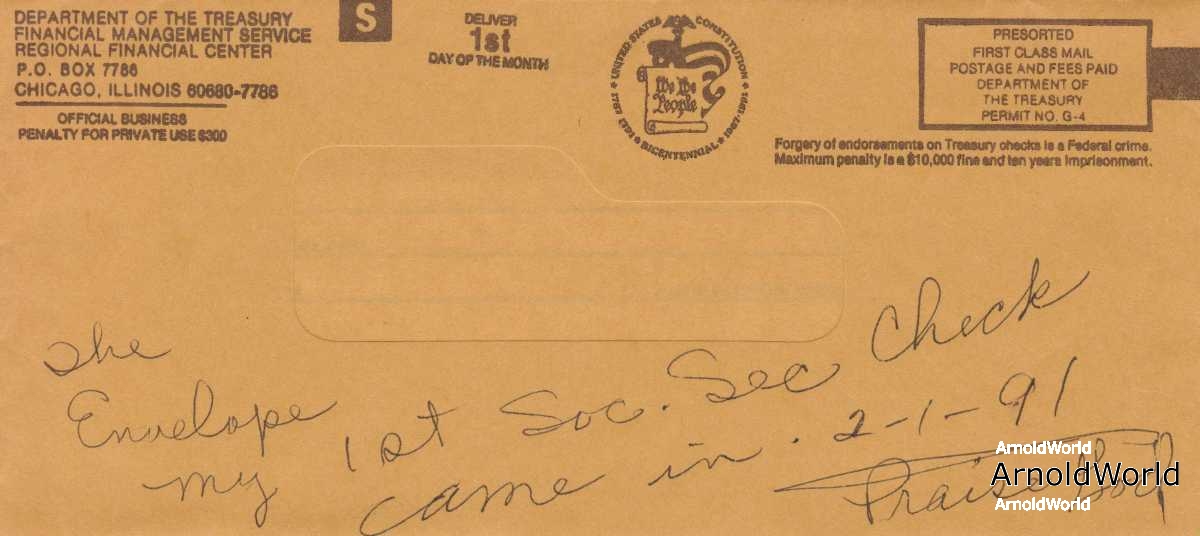 DEPARTMENT OF THE TREASURY
FINANCIAL MANAGEMENT SERVICE
REGIONAL FINANCIAL CENTER
P.O. BOX 7786
CHICAGO, ILLINOIS 60680-7786
OFFICIAL BUSINESS
PENALTY FOR PRIVATE USE $300
S
DELIVER
1st
DAY OF THE MONTH
UNITED STATES CONSTITUTION
1787-1987
We the
People
BICENTENNIAL
PRESORTED
FIRST CLASS MAIL
POSTAGE AND FEES PAID
DEPARTMENT OF
THE TREASURY
PERMIT NO. G-4
Forgery of endorsements on Treasury checks is a Federal crime.
Maximum penalty is a $10,000 fine and ten years imprisonment.
The
Envelope
my 1st Soc. Sec Check
came in. 2-1-91
Praise God
ArnoldWorld
ArnoldWorld
ArnoldWorld